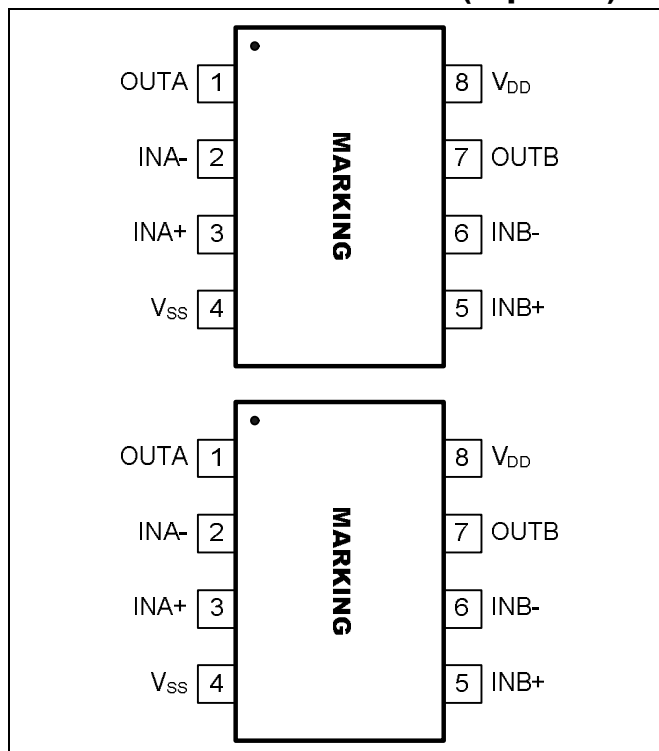 OUTA 1 8 VDD
INA- 2 7 OUTB
INA+ 3 6 INB-
VSS 4 5 INB+
MARKING
OUTA 1 8 VDD
INA- 2 7 OUTB
INA+ 3 6 INB-
VSS 4 5 INB+
MARKING